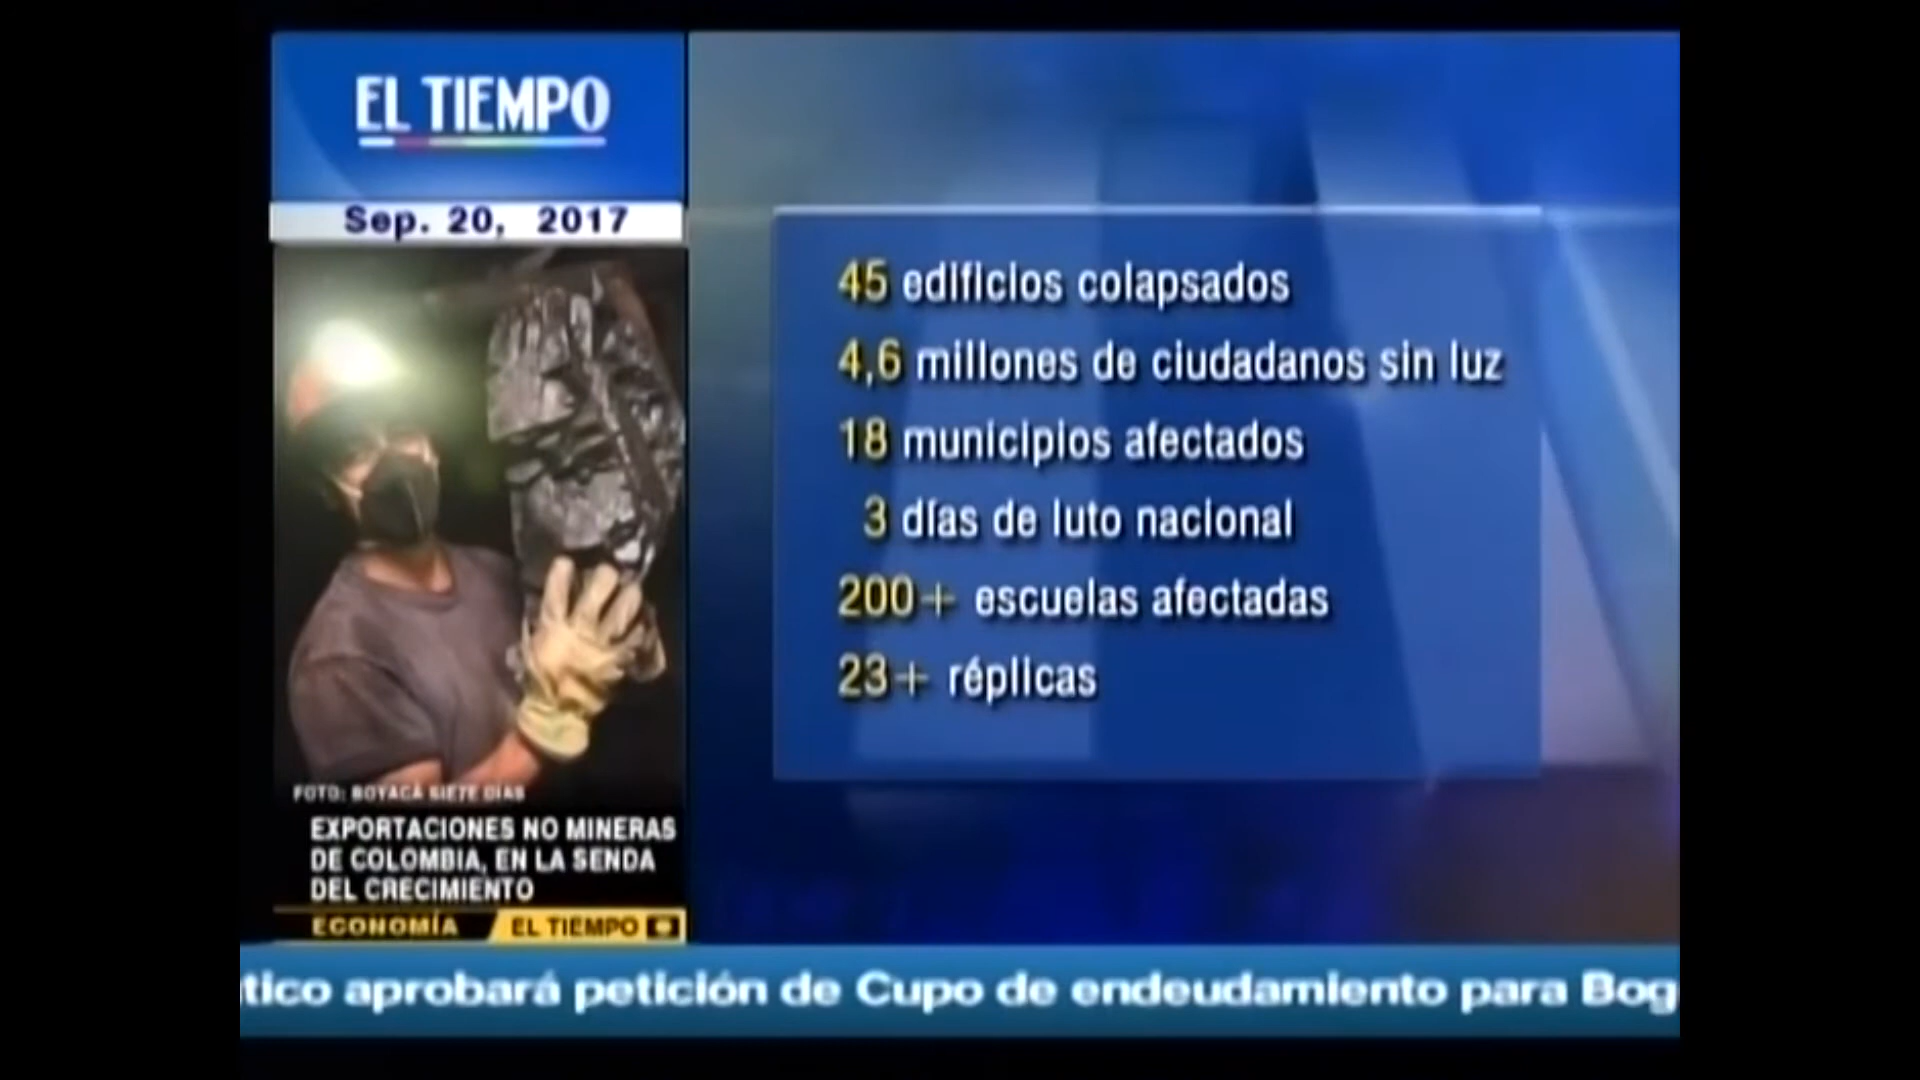 EL TIEMPO
Sep. 20, 2017
FOTO: BOYACÁ SIETE DÍAS
EXPORTACIONES NO MINERAS
DE COLOMBIA, EN LA SENDA
DEL CRECIMIENTO
ECONOMÍA
EL TIEMPO
45 edificios colapsados
4,6 millones de ciudadanos sin luz
18 municipios afectados
3 días de luto nacional
200+ escuelas afectadas
23+ réplicas
tico aprobará petición de Cupo de endeudamiento para Bog